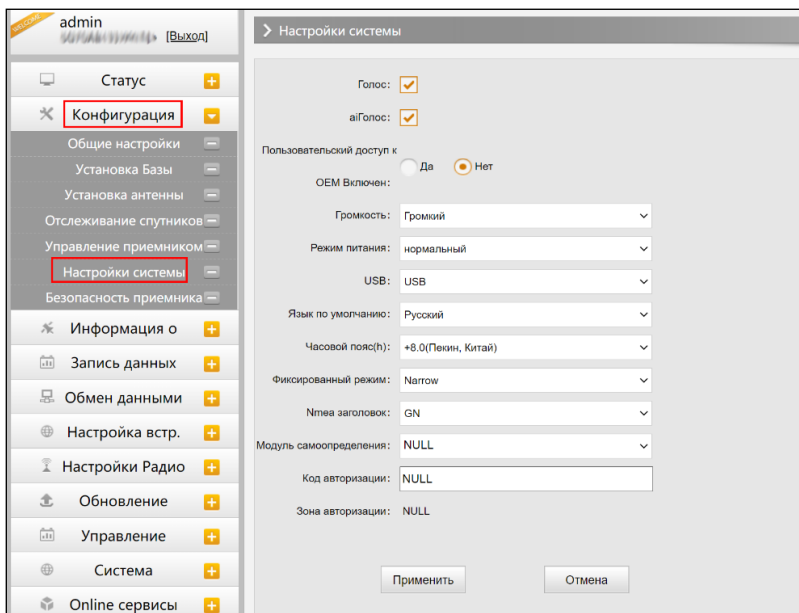 WELCOME
admin
[Выход]
Статус
Конфигурация
Общие настройки
Установка Базы
Установка антенны
Отслеживание спутников
Управление приемником
Настройки системы
Безопасность приемника
Информация о
Запись данных
Обмен данными
Настройка встр.
Настройки Радио
Обновление
Управление
Система
Online сервисы
Настройки системы
Голос:
aiГолос:
Пользовательский доступ к
Да Нет
OEM Включен:
Громкость: Громкий
Режим питания: нормальный
USB: USB
Язык по умолчанию: Русский
Часовой пояс(h): +8.0(Пекин, Китай)
Фиксированный режим: Narrow
Nmea заголовок: GN
Модуль самоопределения: NULL
Код авторизации: NULL
Зона авторизации: NULL
Применить Отмена